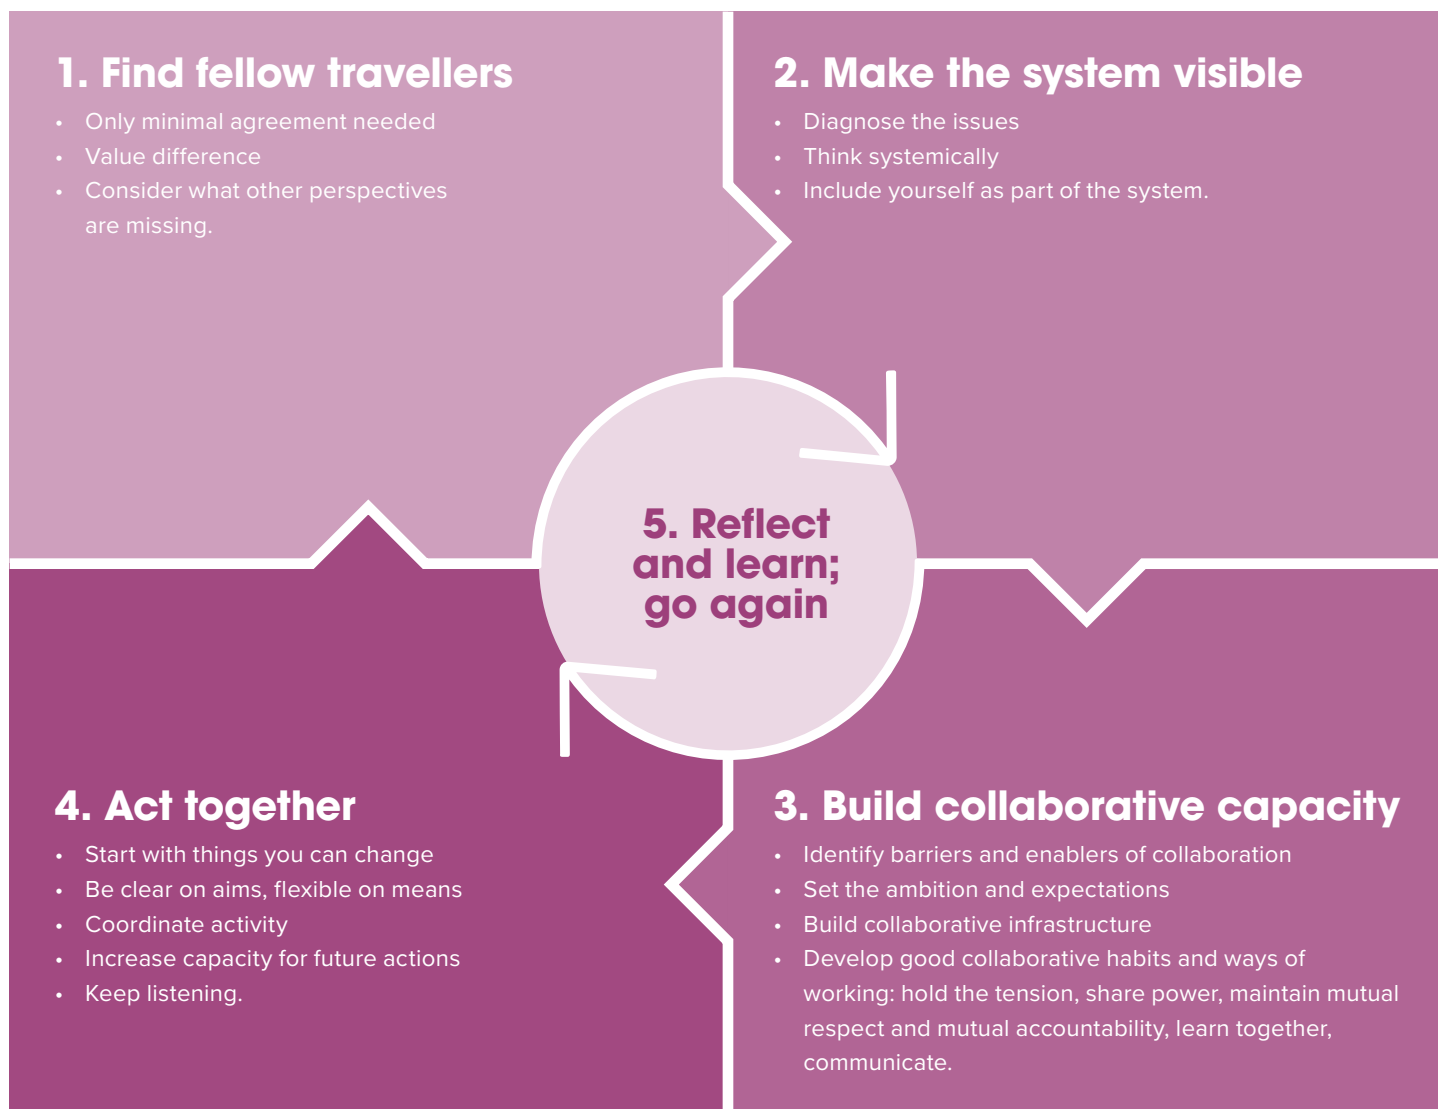 1. Find fellow travellers
• Only minimal agreement needed
• Value difference
• Consider what other perspectives
are missing.
2. Make the system visible
• Diagnose the issues
• Think systemically
• Include yourself as part of the system.
3. Build collaborative capacity
• Identify barriers and enablers of collaboration
• Set the ambition and expectations
• Build collaborative infrastructure
• Develop good collaborative habits and ways of
working: hold the tension, share power, maintain mutual
respect and mutual accountability, learn together,
communicate.
4. Act together
• Start with things you can change
• Be clear on aims, flexible on means
• Coordinate activity
• Increase capacity for future actions
• Keep listening.
5. Reflect
and learn;
go again